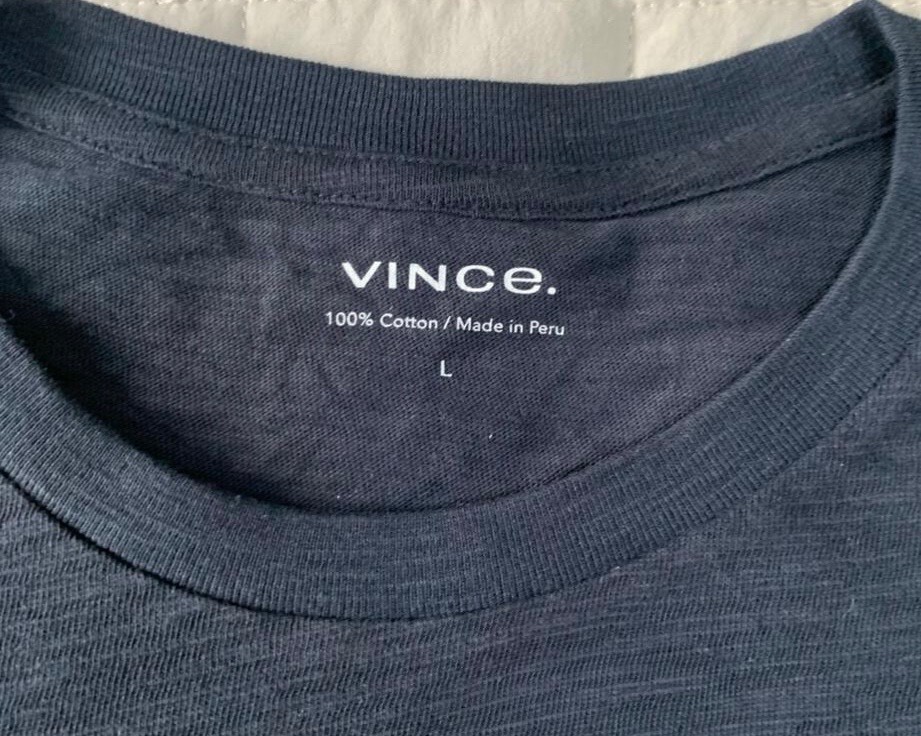 VINCe.
100% Cotton / Made in Peru
L